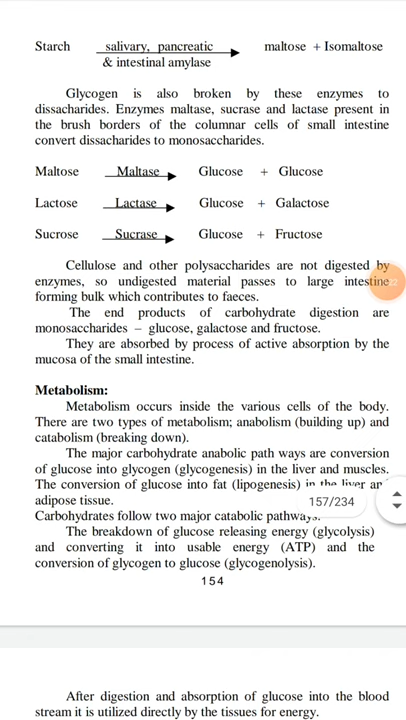 Starch salivary, pancreatic maltose + Isomaltose
& intestinal amylase
Glycogen is also broken by these enzymes to
dissacharides. Enzymes maltase, sucrase and lactase present in
the brush borders of the columnar cells of small intestine
convert dissacharides to monosaccharides.
Maltose Maltase Glucose + Glucose
Lactose Lactase Glucose + Galactose
Sucrose Sucrase Glucose + Fructose
Cellulose and other polysaccharides are not digested by
enzymes, so undigested material passes to large intestine
forming bulk which contributes to faeces.
The end products of carbohydrate digestion are
monosaccharides – glucose, galactose and fructose.
They are absorbed by process of active absorption by the
mucosa of the small intestine.
Metabolism:
Metabolism occurs inside the various cells of the body.
There are two types of metabolism; anabolism (building up) and
catabolism (breaking down).
The major carbohydrate anabolic path ways are conversion
of glucose into glycogen (glycogenesis) in the liver and muscles.
The conversion of glucose into fat (lipogenesis) in the liver and
adipose tissue.
157/234
Carbohydrates follow two major catabolic pathways.
The breakdown of glucose releasing energy (glycolysis)
and converting it into usable energy (ATP) and the
conversion of glycogen to glucose (glycogenolysis).
154
After digestion and absorption of glucose into the blood
stream it is utilized directly by the tissues for energy.